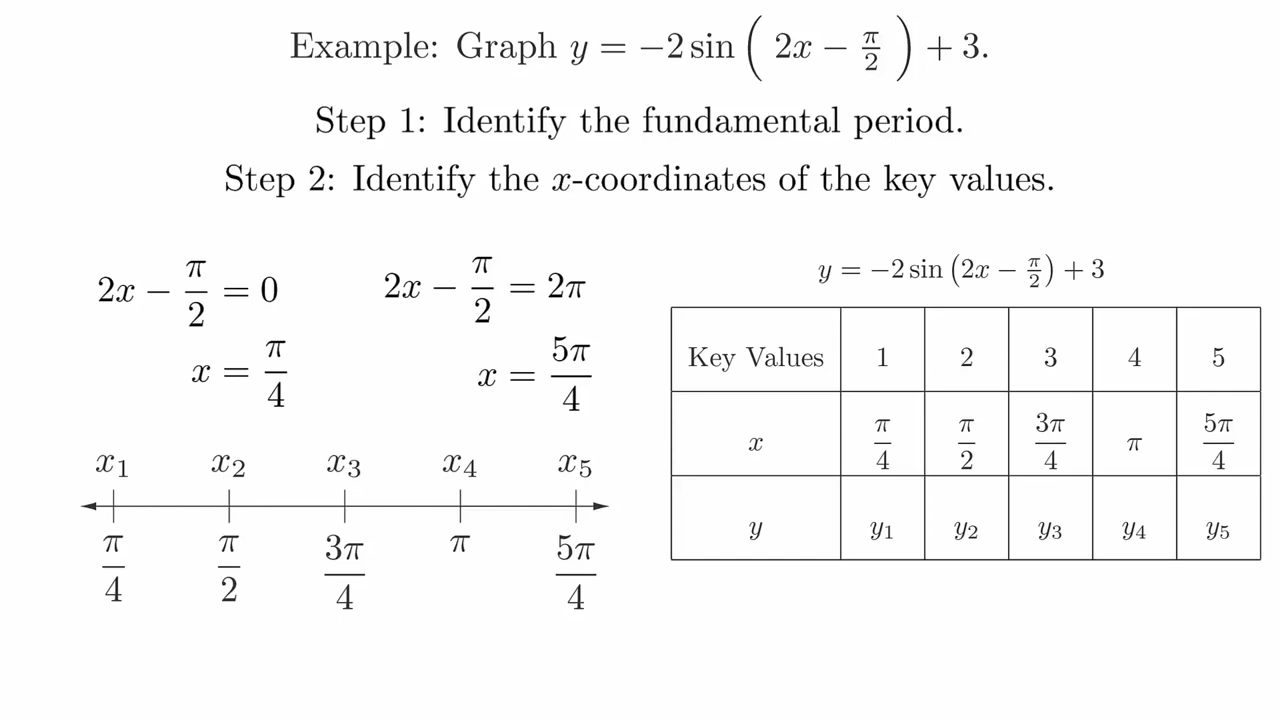 Example: Graph y = −2 sin ( 2x − π/2 ) + 3.
Step 1: Identify the fundamental period.
Step 2: Identify the x-coordinates of the key values.
2x − π/2 = 0
x = π/4
2x − π/2 = 2π
x = 5π/4
x₁ x₂ x₃ x₄ x₅
π/4 π/2 3π/4 π 5π/4
y = −2 sin (2x − π/2) + 3
Key Values 1 2 3 4 5
x π/4 π/2 3π/4 π 5π/4
y y₁ y₂ y₃ y₄ y₅